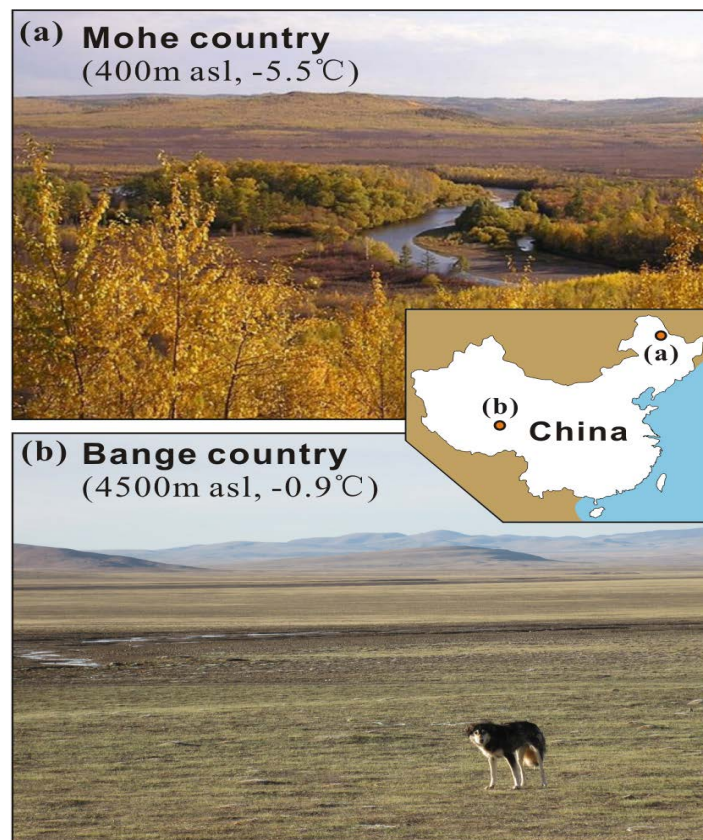 (a) Mohe country
(400m asl, -5.5℃)
(a)
(b)
China
(b) Bange country
(4500m asl, -0.9℃)